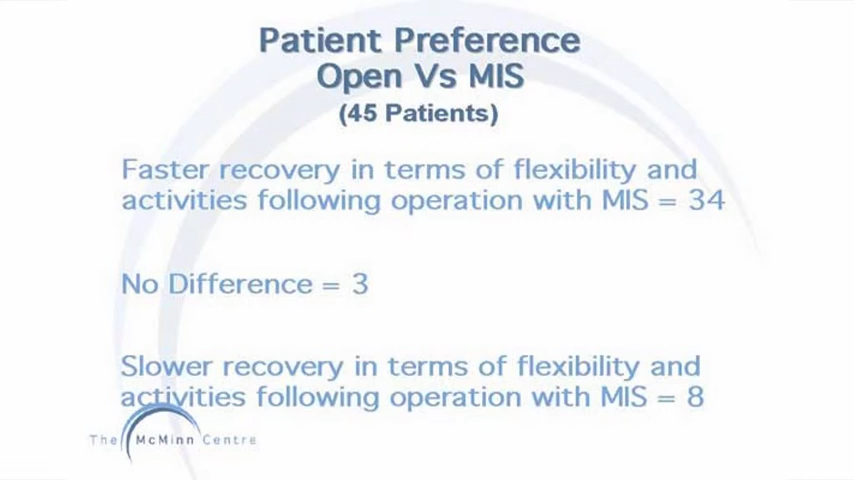 Patient Preference
Open Vs MIS
(45 Patients)
Faster recovery in terms of flexibility and
activities following operation with MIS = 34
No Difference = 3
Slower recovery in terms of flexibility and
activities following operation with MIS = 8
The McMinn Centre